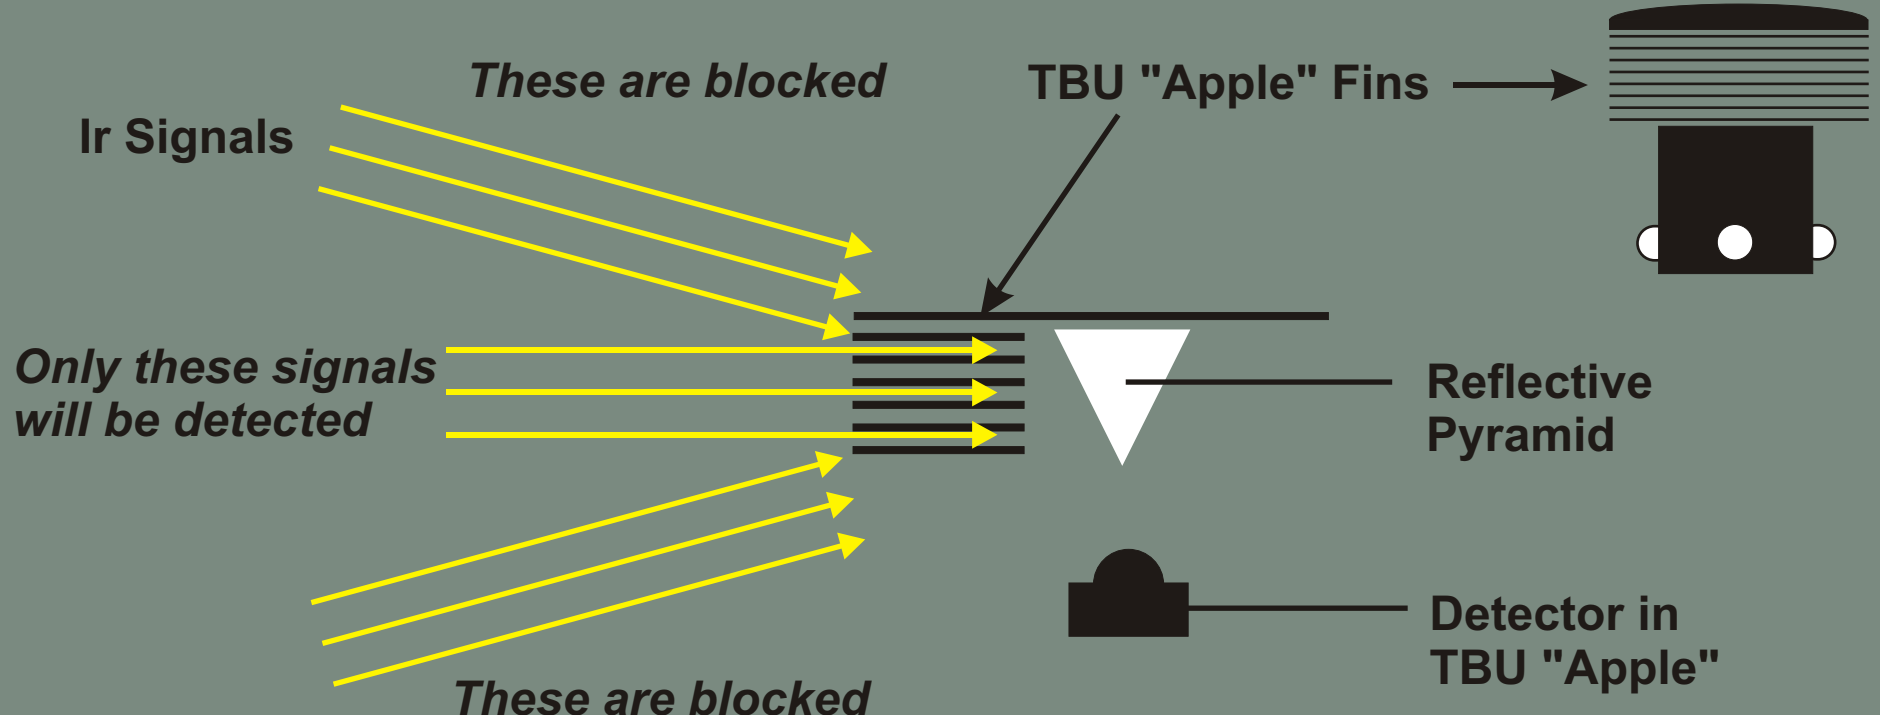 These are blocked
TBU "Apple" Fins
Ir Signals
Only these signals
will be detected
Reflective
Pyramid
Detector in
TBU "Apple"
These are blocked